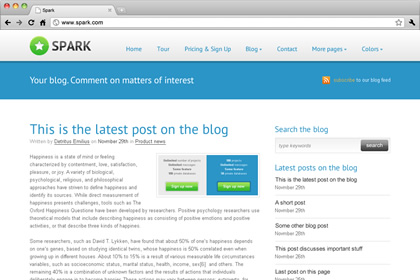 Spark
www.spark.com
SPARK
Home Tour Pricing & Sign Up Blog Contact More pages Colors
Your blog. Comment on matters of interest
subscribe to our blog feed
This is the latest post on the blog
Written by Detritus Emilius on November 29th in Product news
Happiness is a state of mind or feeling
characterized by contentment, love, satisfaction,
pleasure, or joy. A variety of biological,
psychological, religious, and philosophical
approaches have striven to define happiness and
identify its sources. While direct measurement of
happiness presents challenges, tools such as The
Oxford Happiness Questionnaire have been developed by researchers. Positive psychology researchers use
theoretical models that include describing happiness as consisting of positive emotions and positive
activities, or that describe three kinds of happines.
Sign up now
Sign up now
Some researchers, such as David T. Lykken, have found that about 50% of one's happiness depends
on one's genes, based on studying identical twins, whose happiness is 50% correlated even when
growing up in different houses. About 10% to 15% is a result of various measurable life circumstances
variables, such as socioeconomic status, marital status, health, income, sex[6] and others. The
remaining 40% is a combination of unknown factors and the results of actions that individuals
Search the blog
type keywords
search
Latest posts on the blog
This is the latest post on the blog
November 29th
A short post
November 29th
Some other blog post
November 29th
This post discusses important stuff
November 26th
Last post on this page